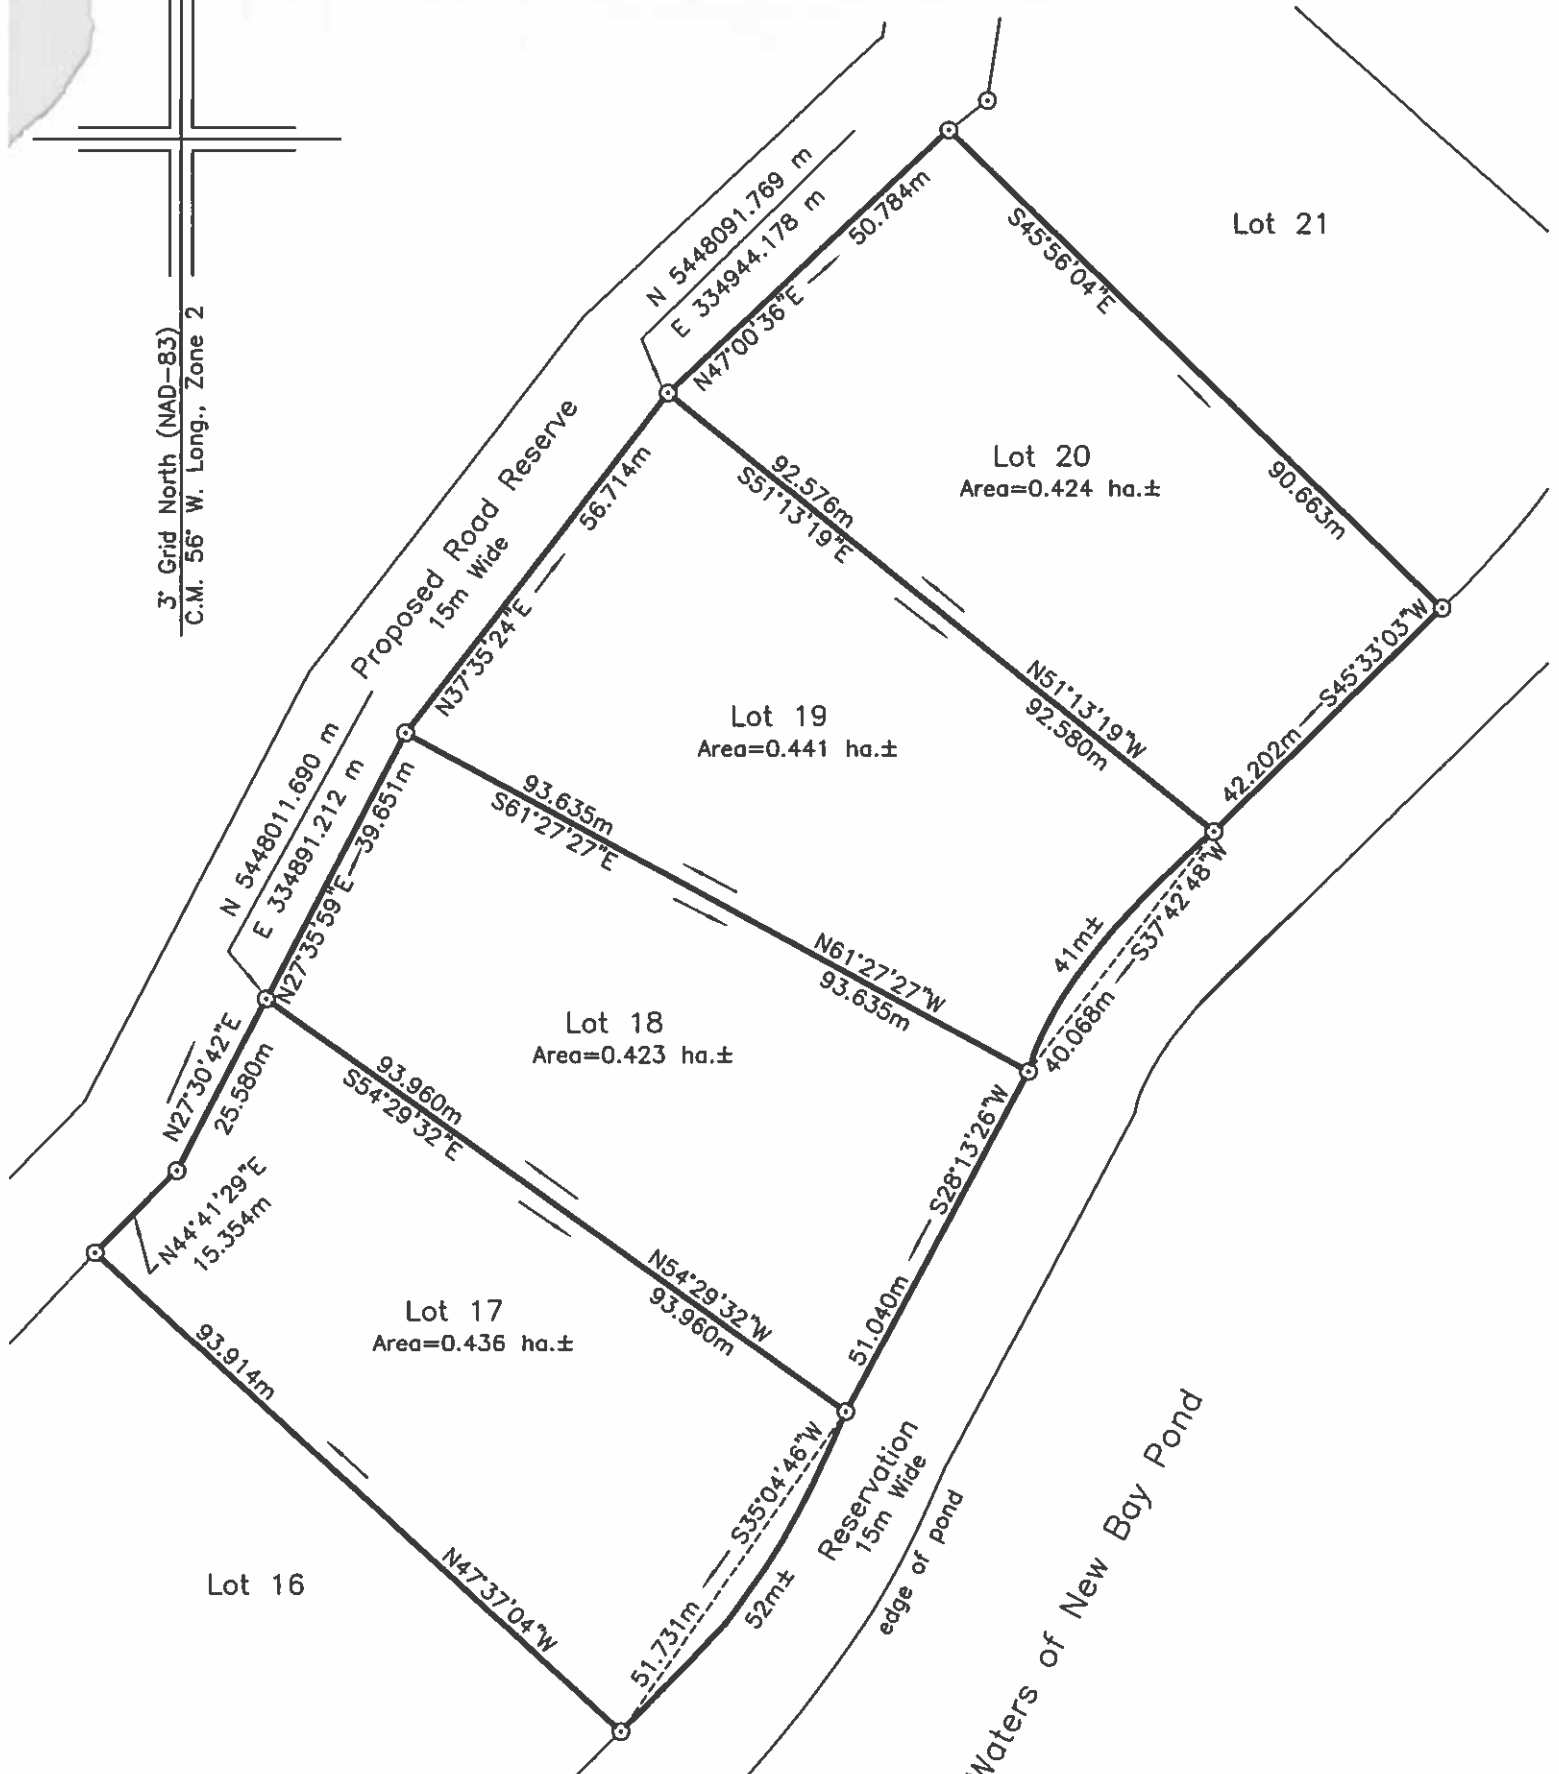 3° Grid North (NAD-83)
C.M. 56° W. Long., Zone 2
N 5448091.769 m
E 334944.178 m
50.784m
N47°00'36"E
S45°56'04"E
90.663m
Lot 21
Lot 20
Area=0.424 ha.±
Proposed Road Reserve
15m Wide
56.714m
N37°35'24"E
92.576m
S51°13'19"E
N51°13'19"W
92.580m
S45°33'03"W
42.202m
Lot 19
Area=0.441 ha.±
N 5448011.690 m
E 334891.212 m
39.651m
N27°35'59"E
93.635m
S61°27'27"E
N61°27'27"W
93.635m
41m±
S37°42'48"W
40.068m
Lot 18
Area=0.423 ha.±
N27°30'42"E
25.580m
N44°41'29"E
15.354m
93.960m
S54°29'32"E
N54°29'32"W
93.960m
S28°13'26"W
51.040m
Lot 17
Area=0.436 ha.±
93.914m
N47°37'04"W
S35°04'46"W
51.731m
52m±
Reservation
15m Wide
edge of pond
Lot 16
Waters of New Bay Pond